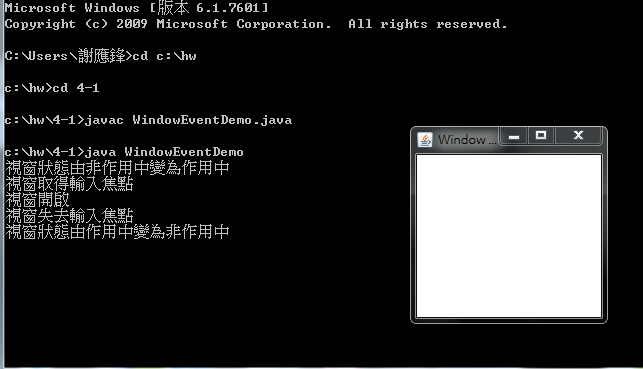 Microsoft Windows [版本 6.1.7601]
Copyright (c) 2009 Microsoft Corporation.  All rights reserved.
C:\Users\謝應鋒>cd c:\hw
c:\hw>cd 4-1
c:\hw\4-1>javac WindowEventDemo.java
c:\hw\4-1>java WindowEventDemo
視窗狀態由非作用中變為作用中
視窗取得輸入焦點
視窗開啟
視窗失去輸入焦點
視窗狀態由作用中變為非作用中
Window ...